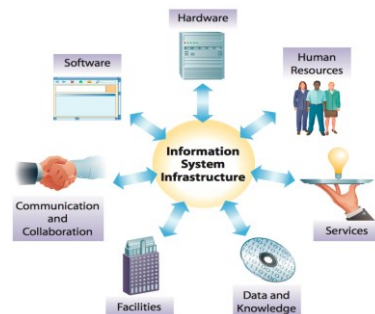 Hardware
Software
Human
Resources
Information
System
Infrastructure
Communication
and
Collaboration
Services
Facilities
Data and
Knowledge